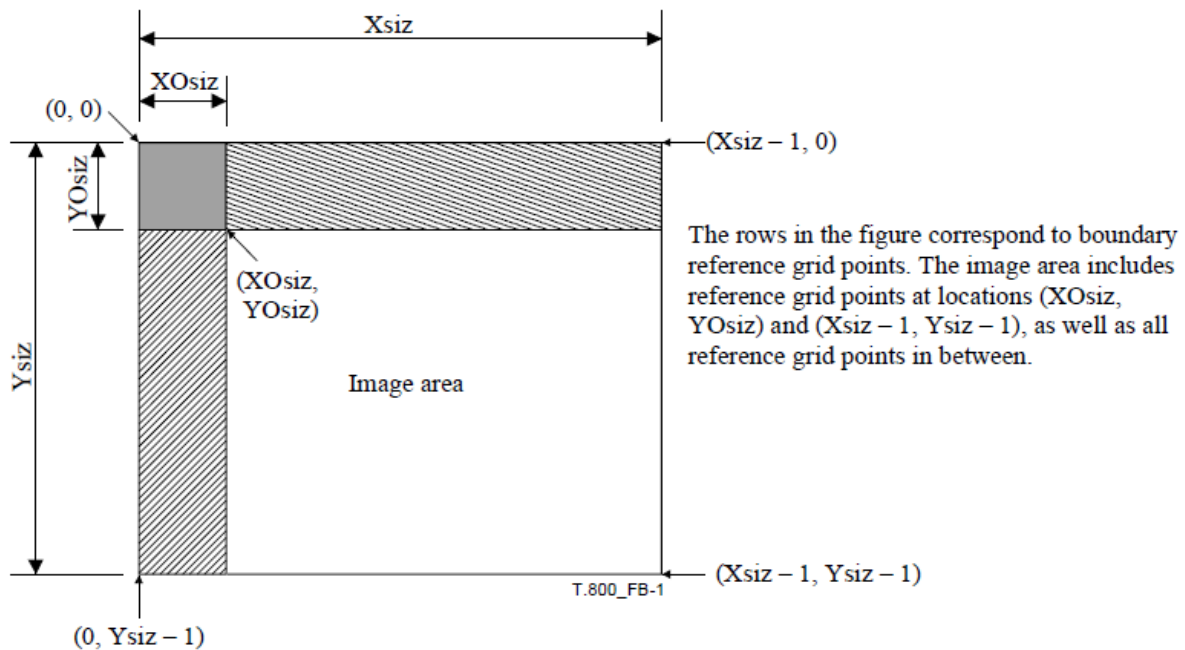 Xsiz
XOsiz
(0, 0)
(Xsiz – 1, 0)
YOsiz
The rows in the figure correspond to boundary
reference grid points. The image area includes
reference grid points at locations (XOsiz,
YOsiz) and (Xsiz – 1, Ysiz – 1), as well as all
reference grid points in between.
(XOsiz,
YOsiz)
Ysiz
Image area
(Xsiz – 1, Ysiz – 1)
T.800_FB-1
(0, Ysiz – 1)